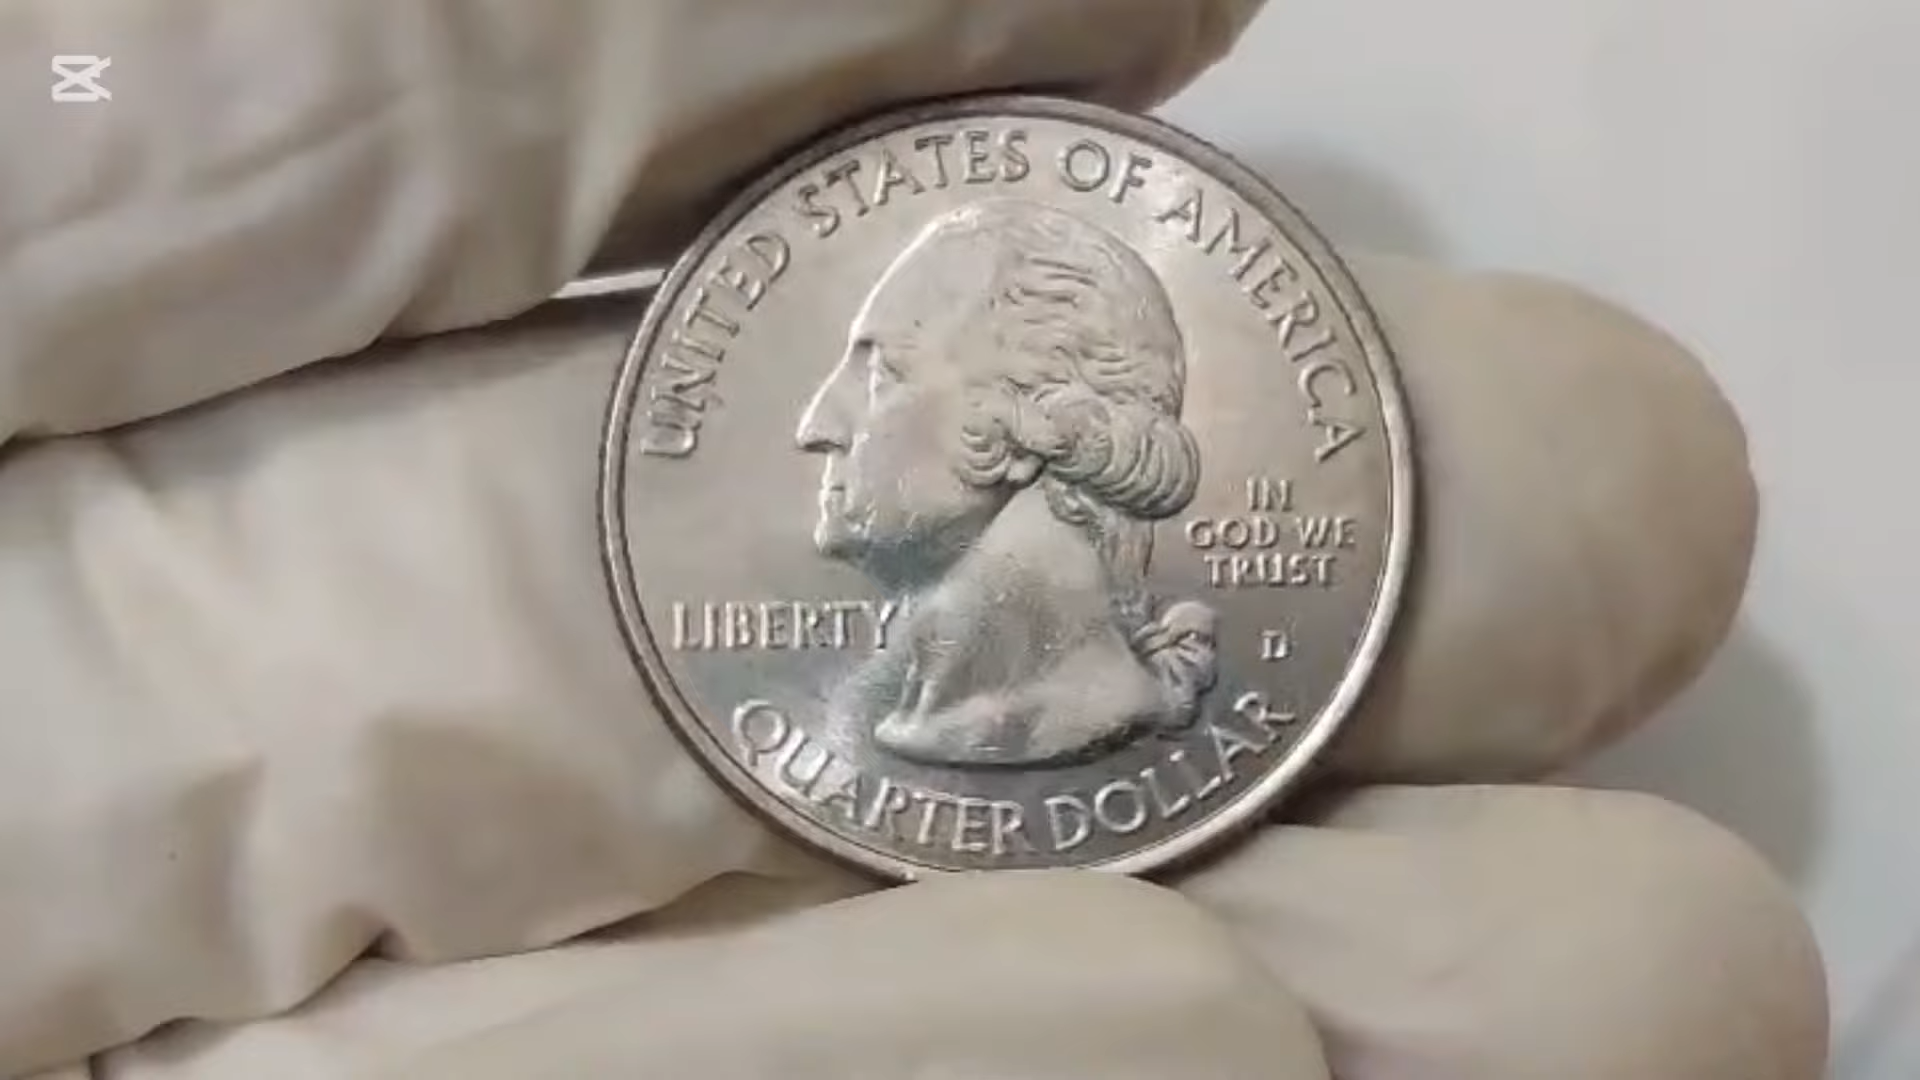 UNITED STATES OF AMERICA
IN
GOD WE
TRUST
LIBERTY
D
QUARTER DOLLAR